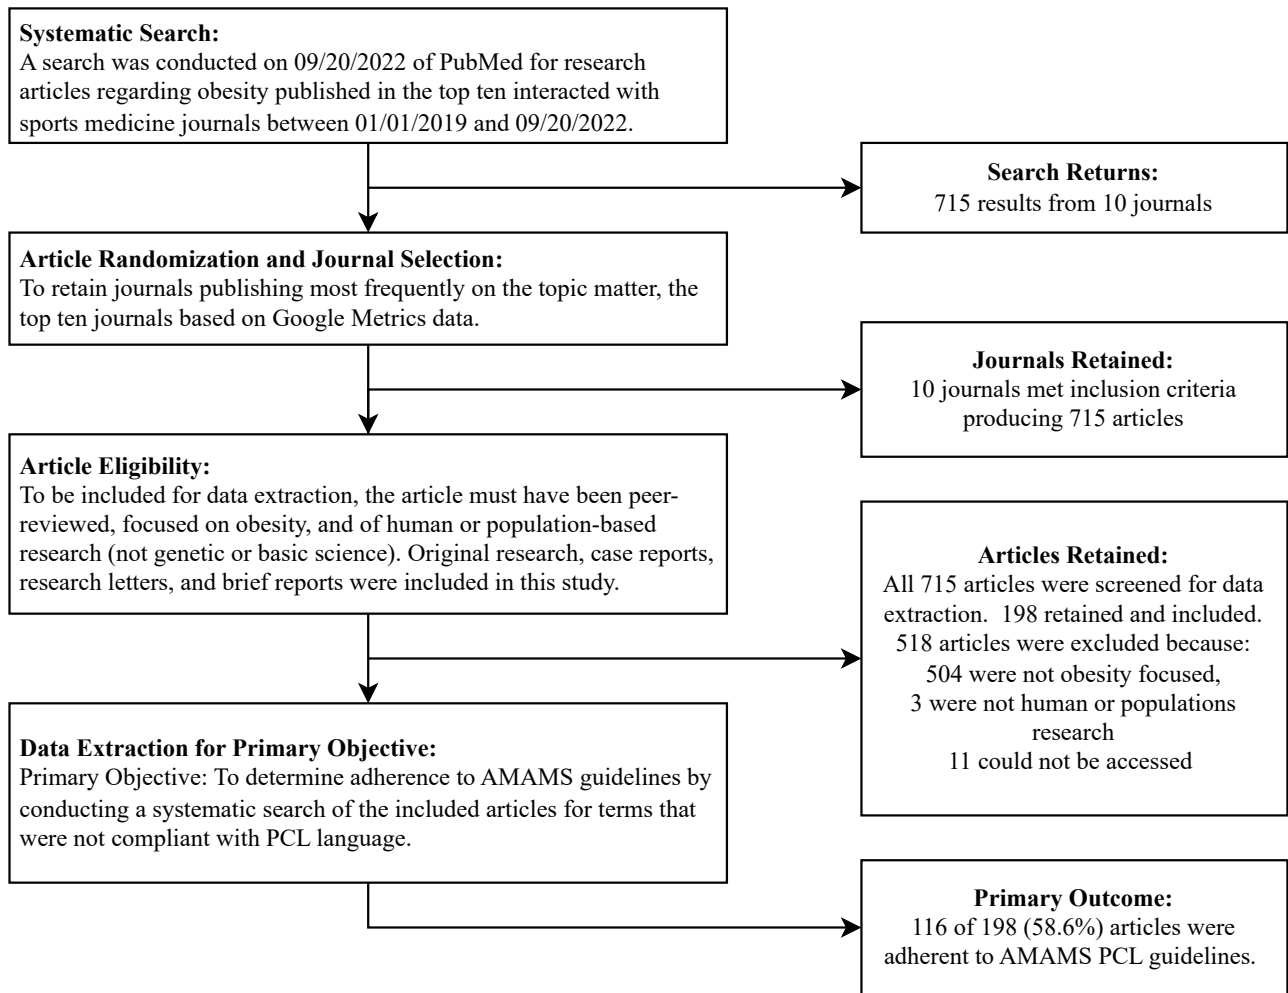 Systematic Search:
A search was conducted on 09/20/2022 of PubMed for research
articles regarding obesity published in the top ten interacted with
sports medicine journals between 01/01/2019 and 09/20/2022.
Search Returns:
715 results from 10 journals
Article Randomization and Journal Selection:
To retain journals publishing most frequently on the topic matter, the
top ten journals based on Google Metrics data.
Journals Retained:
10 journals met inclusion criteria
producing 715 articles
Article Eligibility:
To be included for data extraction, the article must have been peer-
reviewed, focused on obesity, and of human or population-based
research (not genetic or basic science). Original research, case reports,
research letters, and brief reports were included in this study.
Articles Retained:
All 715 articles were screened for data
extraction.  198 retained and included.
518 articles were excluded because:
504 were not obesity focused,
3 were not human or populations
research
11 could not be accessed
Data Extraction for Primary Objective:
Primary Objective: To determine adherence to AMAMS guidelines by
conducting a systematic search of the included articles for terms that
were not compliant with PCL language.
Primary Outcome:
116 of 198 (58.6%) articles were
adherent to AMAMS PCL guidelines.